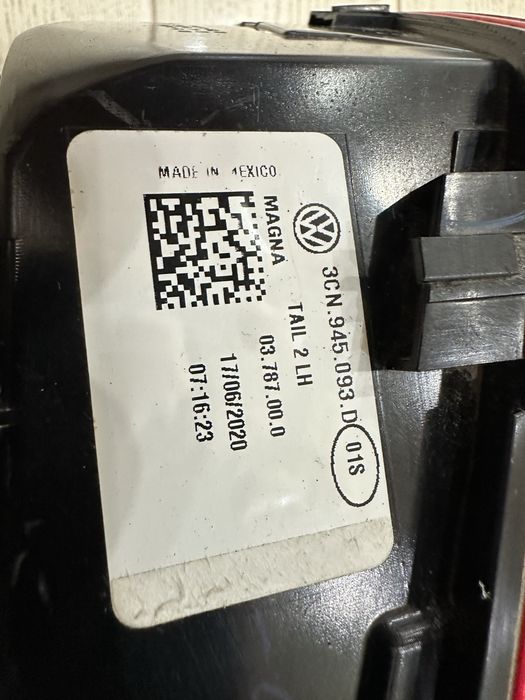 3CN.945.093.D 01S
MAGNA TAIL 2 LH
03.787.00.0
17/06/2020
07:16:23
MADE IN MEXICO